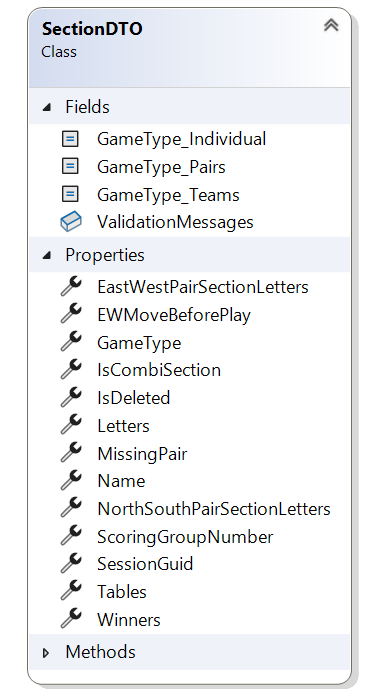 SectionDTO
Class
Fields
GameType_Individual
GameType_Pairs
GameType_Teams
ValidationMessages
Properties
EastWestPairSectionLetters
EWMoveBeforePlay
GameType
IsCombiSection
IsDeleted
Letters
MissingPair
Name
NorthSouthPairSectionLetters
ScoringGroupNumber
SessionGuid
Tables
Winners
Methods